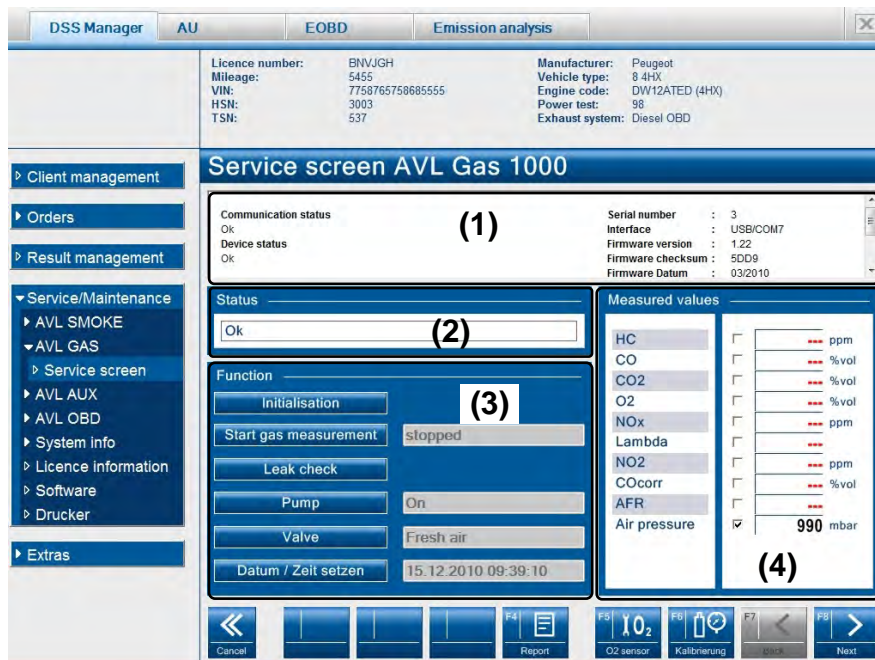 DSS Manager AU EOBD Emission analysis
Licence number: BNVJGH Manufacturer: Peugeot
Mileage: 5455 Vehicle type: 8 4HX
VIN: 7758765758685555 Engine code: DW12ATED (4HX)
HSN: 3003 Power test: 98
TSN: 537 Exhaust system: Diesel OBD
Client management
Orders
Result management
Service/Maintenance
AVL SMOKE
AVL GAS
Service screen
AVL AUX
AVL OBD
System info
Licence information
Software
Drucker
Extras
Service screen AVL Gas 1000
Communication status
Ok
Device status
Ok
(1)
Serial number : 3
Interface : USB/COM7
Firmware version : 1.22
Firmware checksum : 5DD9
Firmware Datum : 03/2010
Status
Ok
(2)
Function
(3)
Initialisation
Start gas measurement stopped
Leak check
Pump On
Valve Fresh air
Datum / Zeit setzen 15.12.2010 09:39:10
Measured values
HC --- ppm
CO --- %vol
CO2 --- %vol
O2 --- %vol
NOx --- ppm
Lambda ---
NO2 --- ppm
COcorr --- %vol
AFR ---
Air pressure 990 mbar
(4)
Cancel
F4 Report
F5 O2 O2 sensor
F6 Kalibrierung
F7 Back
F8 Next